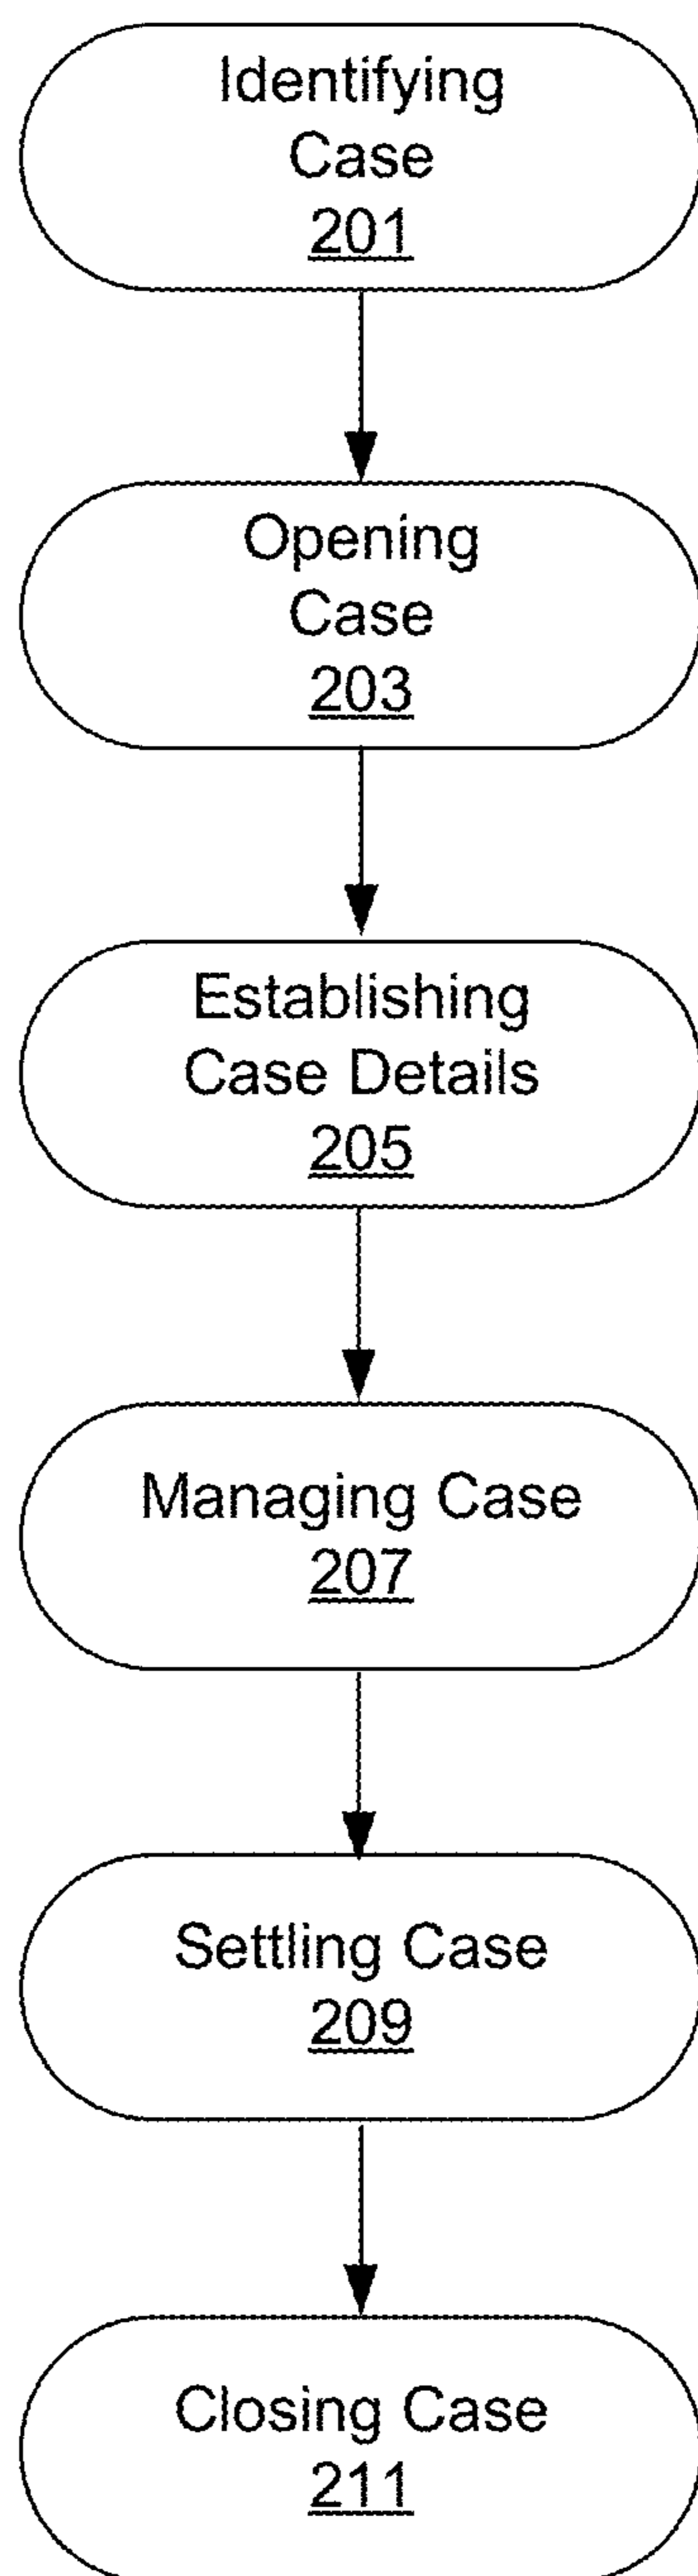 Identifying
Case
201
Opening
Case
203
Establishing
Case Details
205
Managing Case
207
Settling Case
209
Closing Case
211